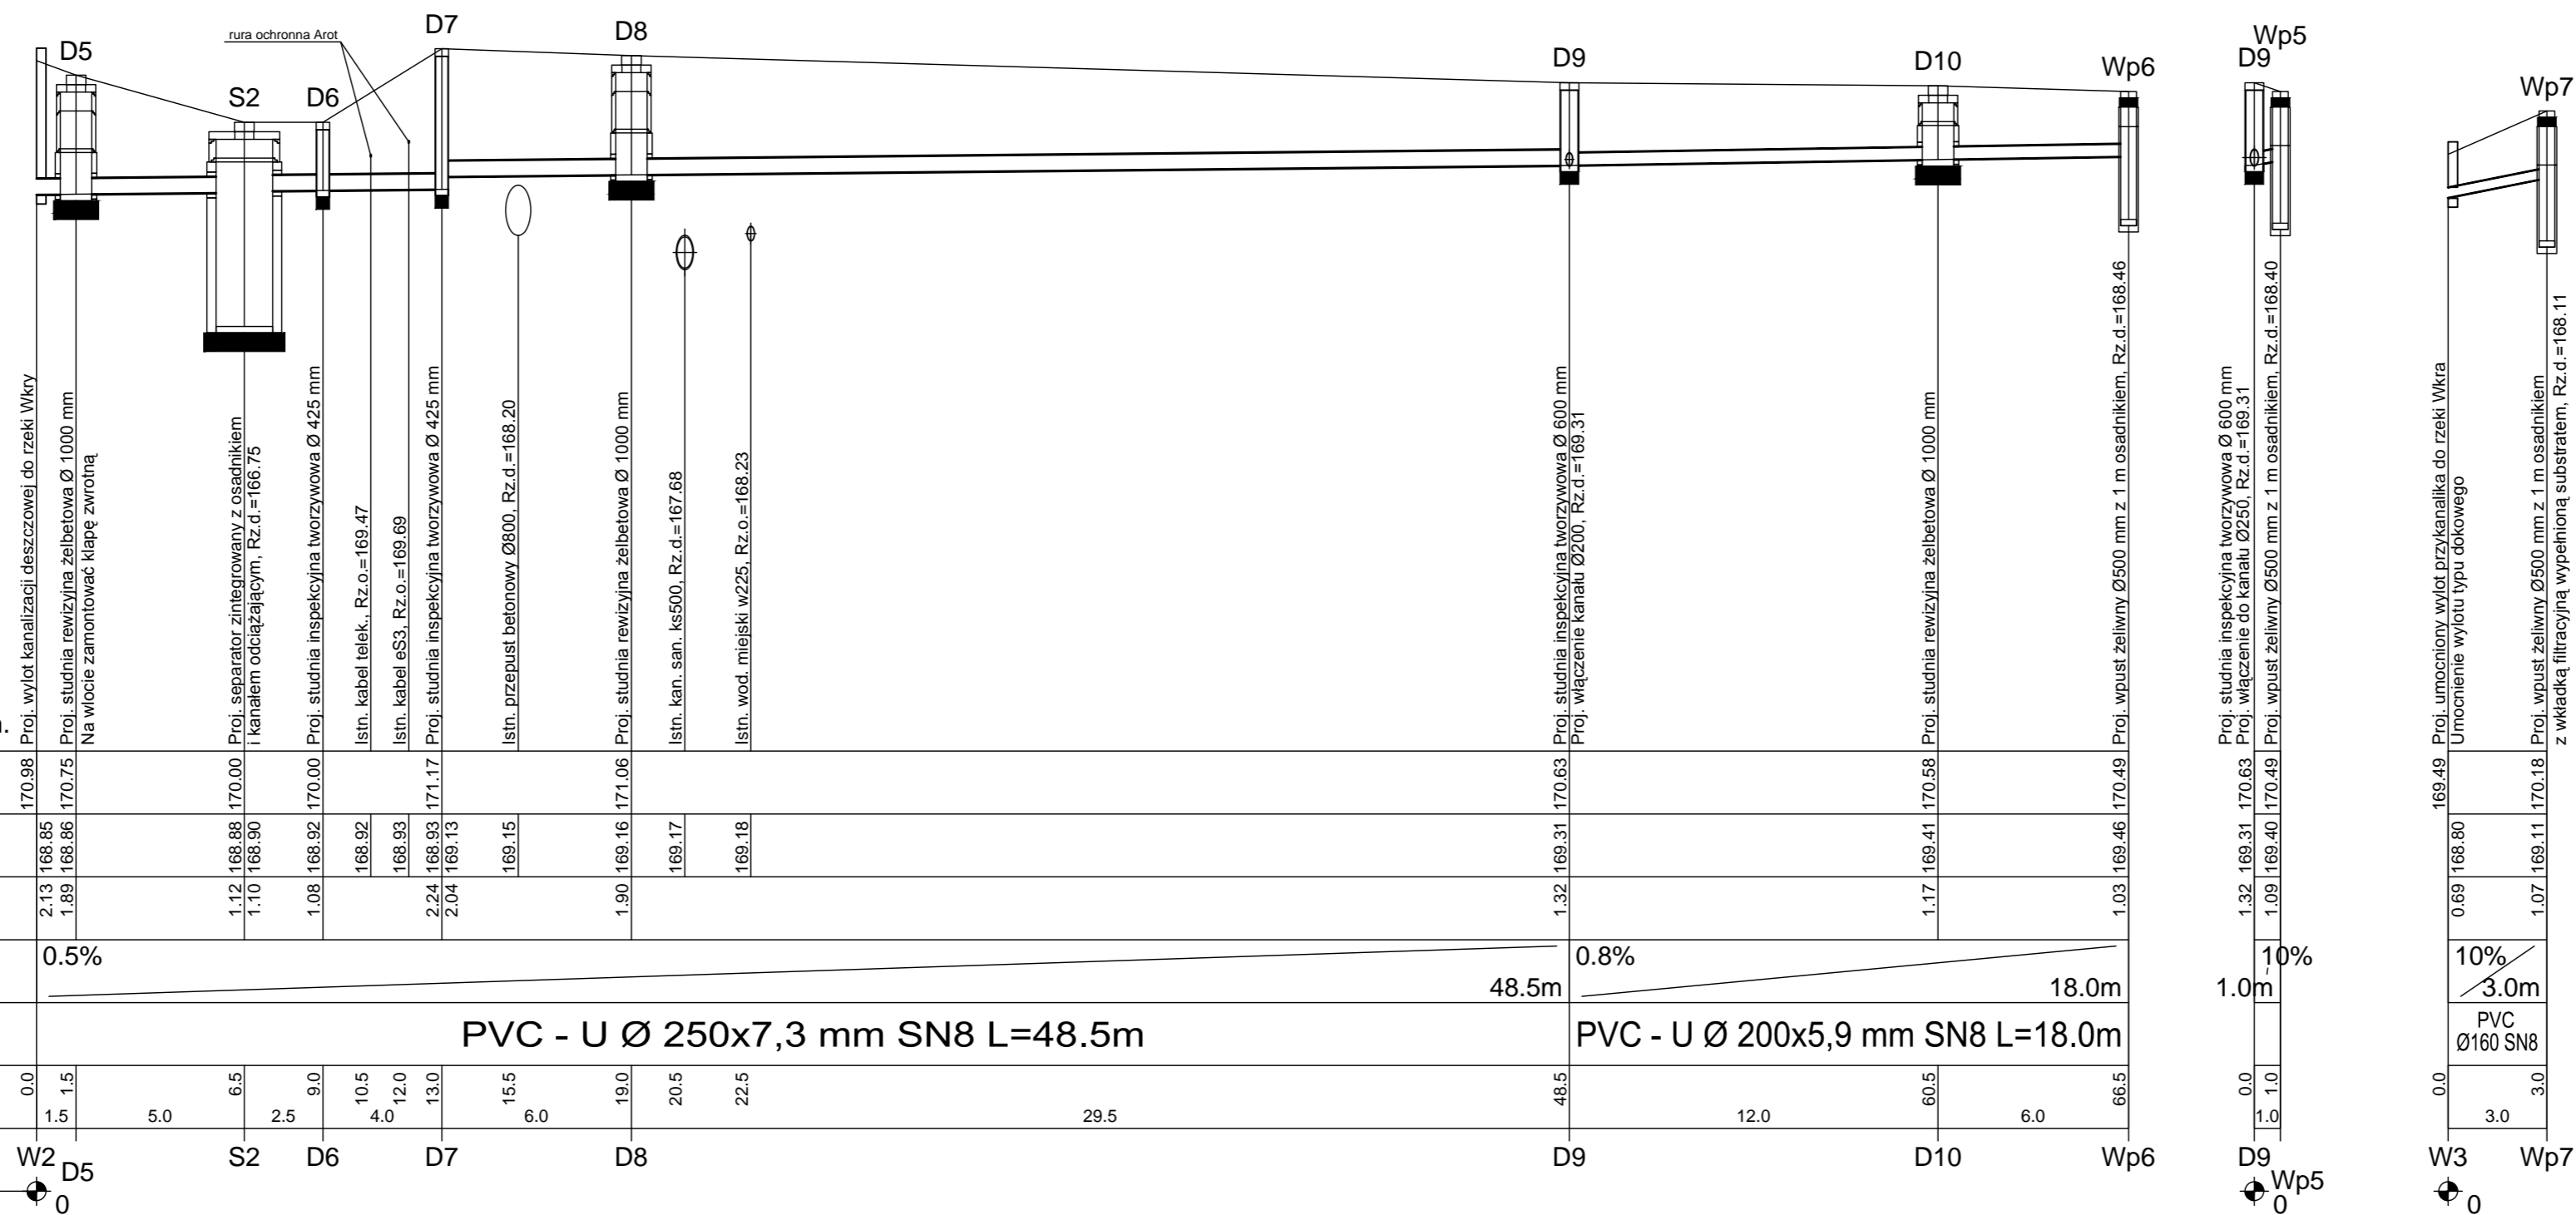 rura ochronna Arot
D5
S2
D6
D7
D8
D9
D10
Wp6
D9
Wp5
Wp7
Proj. wylot kanalizacji deszczowej do rzeki Wkry
Proj. studnia rewizyjna żelbetowa Ø 1000 mm
Na wlocie zamontować klapę zwrotną
Proj. separator zintegrowany z osadnikiem
i kanałem odciążającym, Rz.d.=166.75
Proj. studnia inspekcyjna tworzywowa Ø 425 mm
Istn. kabel telek., Rz.o.=169.47
Istn. kabel eS3, Rz.o.=169.69
Proj. studnia inspekcyjna tworzywowa Ø 425 mm
Istn. przepust betonowy Ø800, Rz.d.=168.20
Proj. studnia rewizyjna żelbetowa Ø 1000 mm
Istn. kan. san. ks500, Rz.d.=167.68
Istn. wod. miejski w225, Rz.o.=168.23
Proj. studnia inspekcyjna tworzywowa Ø 600 mm
Proj. włączenie kanału Ø200, Rz.d.=169.31
Proj. studnia rewizyjna żelbetowa Ø 1000 mm
Proj. wpust żeliwny Ø500 mm z 1 m osadnikiem, Rz.d.=168.46
Proj. studnia inspekcyjna tworzywowa Ø 600 mm
Proj. włączenie do kanału Ø250, Rz.d.=169.31
Proj. wpust żeliwny Ø500 mm z 1 m osadnikiem, Rz.d.=168.40
Proj. umocniony wylot przykanalika do rzeki Wkra
Umocnienie wylotu typu dokowego
Proj. wpust żeliwny Ø500 mm z 1 m osadnikiem
z wkładką filtracyjną wypełnioną substratem, Rz.d.=168.11
170.98 170.75 170.00 170.00 171.17 171.06 170.63 170.58 170.49 170.63 170.49 169.49 170.18
168.85 168.86 168.88 168.90 168.92 168.92 168.93 168.93 169.13 169.15 169.16 169.17 169.18 169.31 169.41 169.46 169.31 169.40 168.80 169.11
2.13 1.89 1.12 1.10 1.08 2.24 2.04 1.90 1.32 1.17 1.03 1.32 1.09 0.69 1.07
0.5% 48.5m 0.8% 18.0m 1.0m 10% 10% 3.0m
PVC - U Ø 250x7,3 mm SN8 L=48.5m
PVC - U Ø 200x5,9 mm SN8 L=18.0m
PVC
Ø160 SN8
0.0 1.5 6.5 9.0 10.5 12.0 13.0 15.5 19.0 20.5 22.5 48.5 60.5 66.5 0.0 1.0 0.0 3.0
1.5 5.0 2.5 4.0 6.0 29.5 12.0 6.0 1.0 3.0
W2 D5 S2 D6 D7 D8 D9 D10 Wp6 D9 Wp5 W3 Wp7
0 0 0